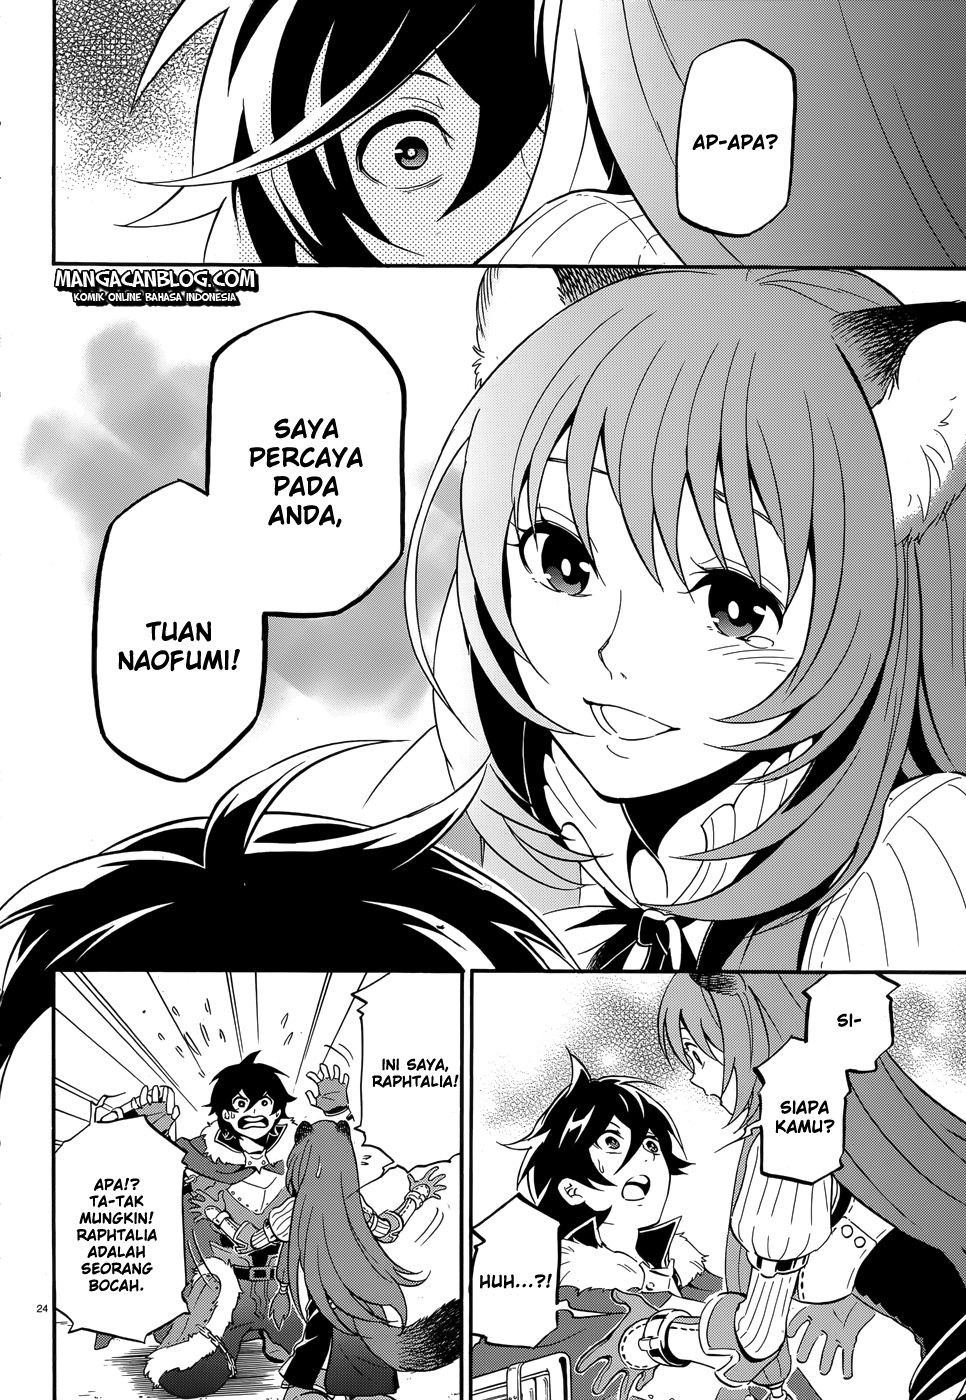 AP-APA?
MANGACANBLOG.COM
KOMIK ONLINE BAHASA INDONESIA
SAYA
PERCAYA
PADA
ANDA,
TUAN
NAOFUMI!
SI-
SIAPA
KAMU?
HUH...?!
INI SAYA,
RAPHTALIA!
APA!?
TA-TAK
MUNGKIN!
RAPHTALIA
ADALAH
SEORANG
BOCAH.
24